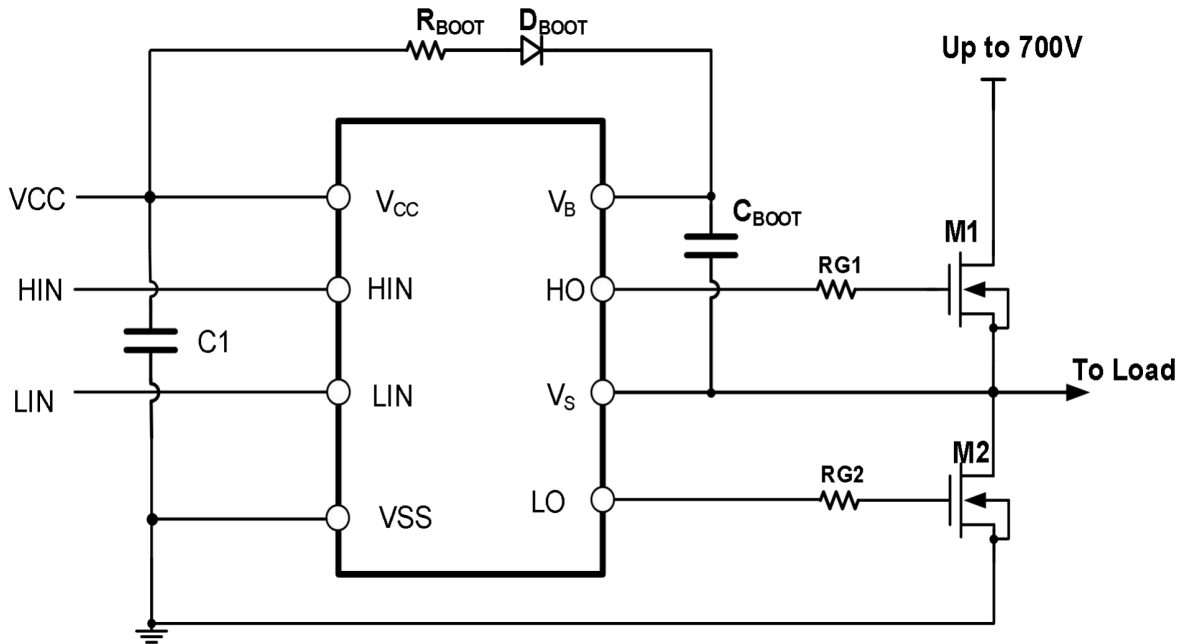 RBOOT DBOOT
Up to 700V
VCC
VCC
VB
CBOOT
M1
HIN
HIN
HO
RG1
C1
To Load
LIN
LIN
VS
M2
RG2
LO
VSS